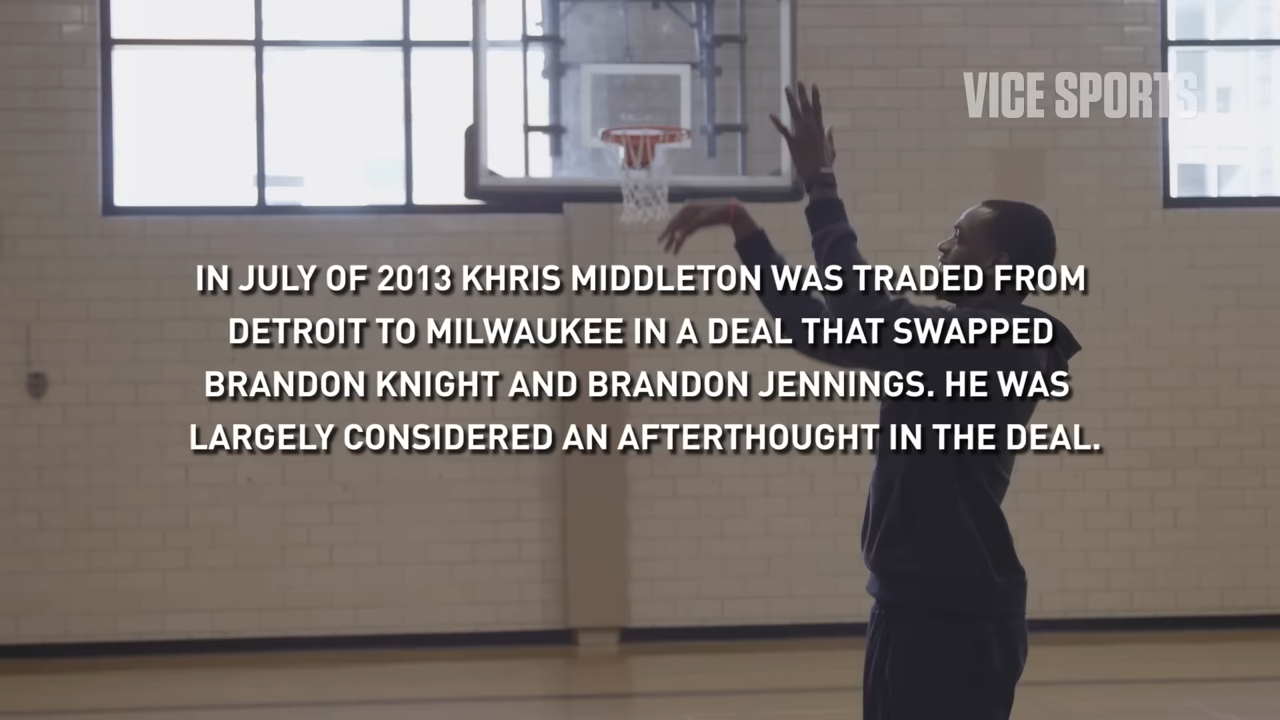 VICE SPORTS
IN JULY OF 2013 KHRIS MIDDLETON WAS TRADED FROM
DETROIT TO MILWAUKEE IN A DEAL THAT SWAPPED
BRANDON KNIGHT AND BRANDON JENNINGS. HE WAS
LARGELY CONSIDERED AN AFTERTHOUGHT IN THE DEAL.